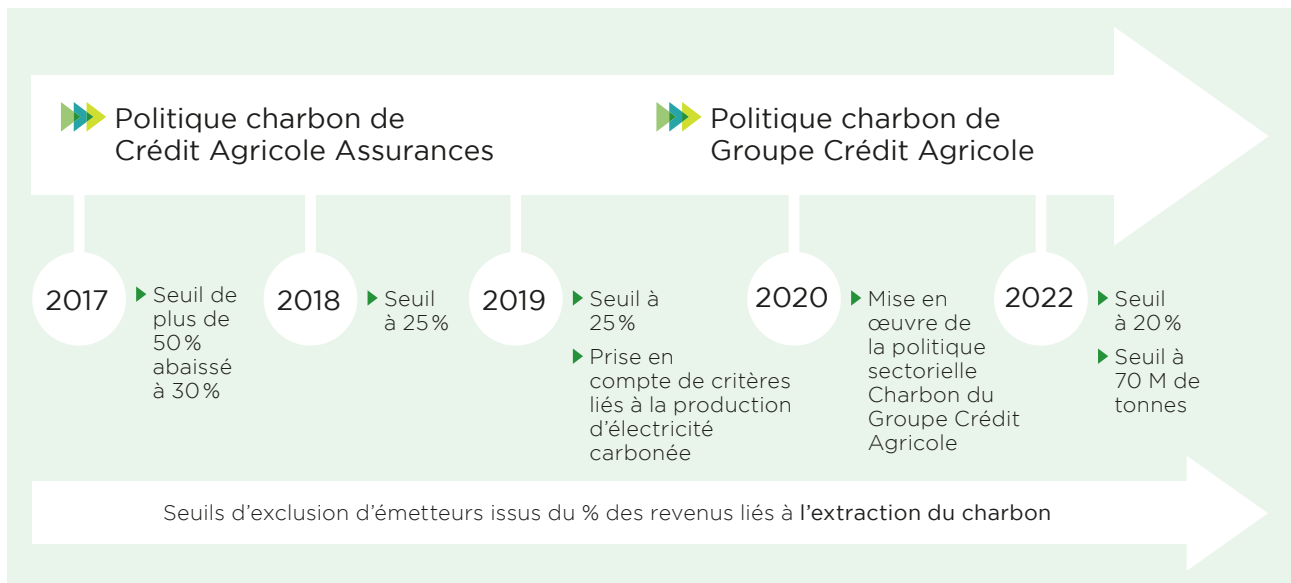 Politique charbon de
Crédit Agricole Assurances
Politique charbon de
Groupe Crédit Agricole
2017
Seuil de
plus de
50 %
abaissé
à 30 %
2018
Seuil
à 25 %
2019
Seuil à
25 %
Prise en
compte de critères
liés à la production
d’électricité
carbonée
2020
Mise en
œuvre de
la politique
sectorielle
Charbon du
Groupe Crédit
Agricole
2022
Seuil
à 20 %
Seuil à
70 M de
tonnes
Seuils d’exclusion d’émetteurs issus du % des revenus liés à l’extraction du charbon